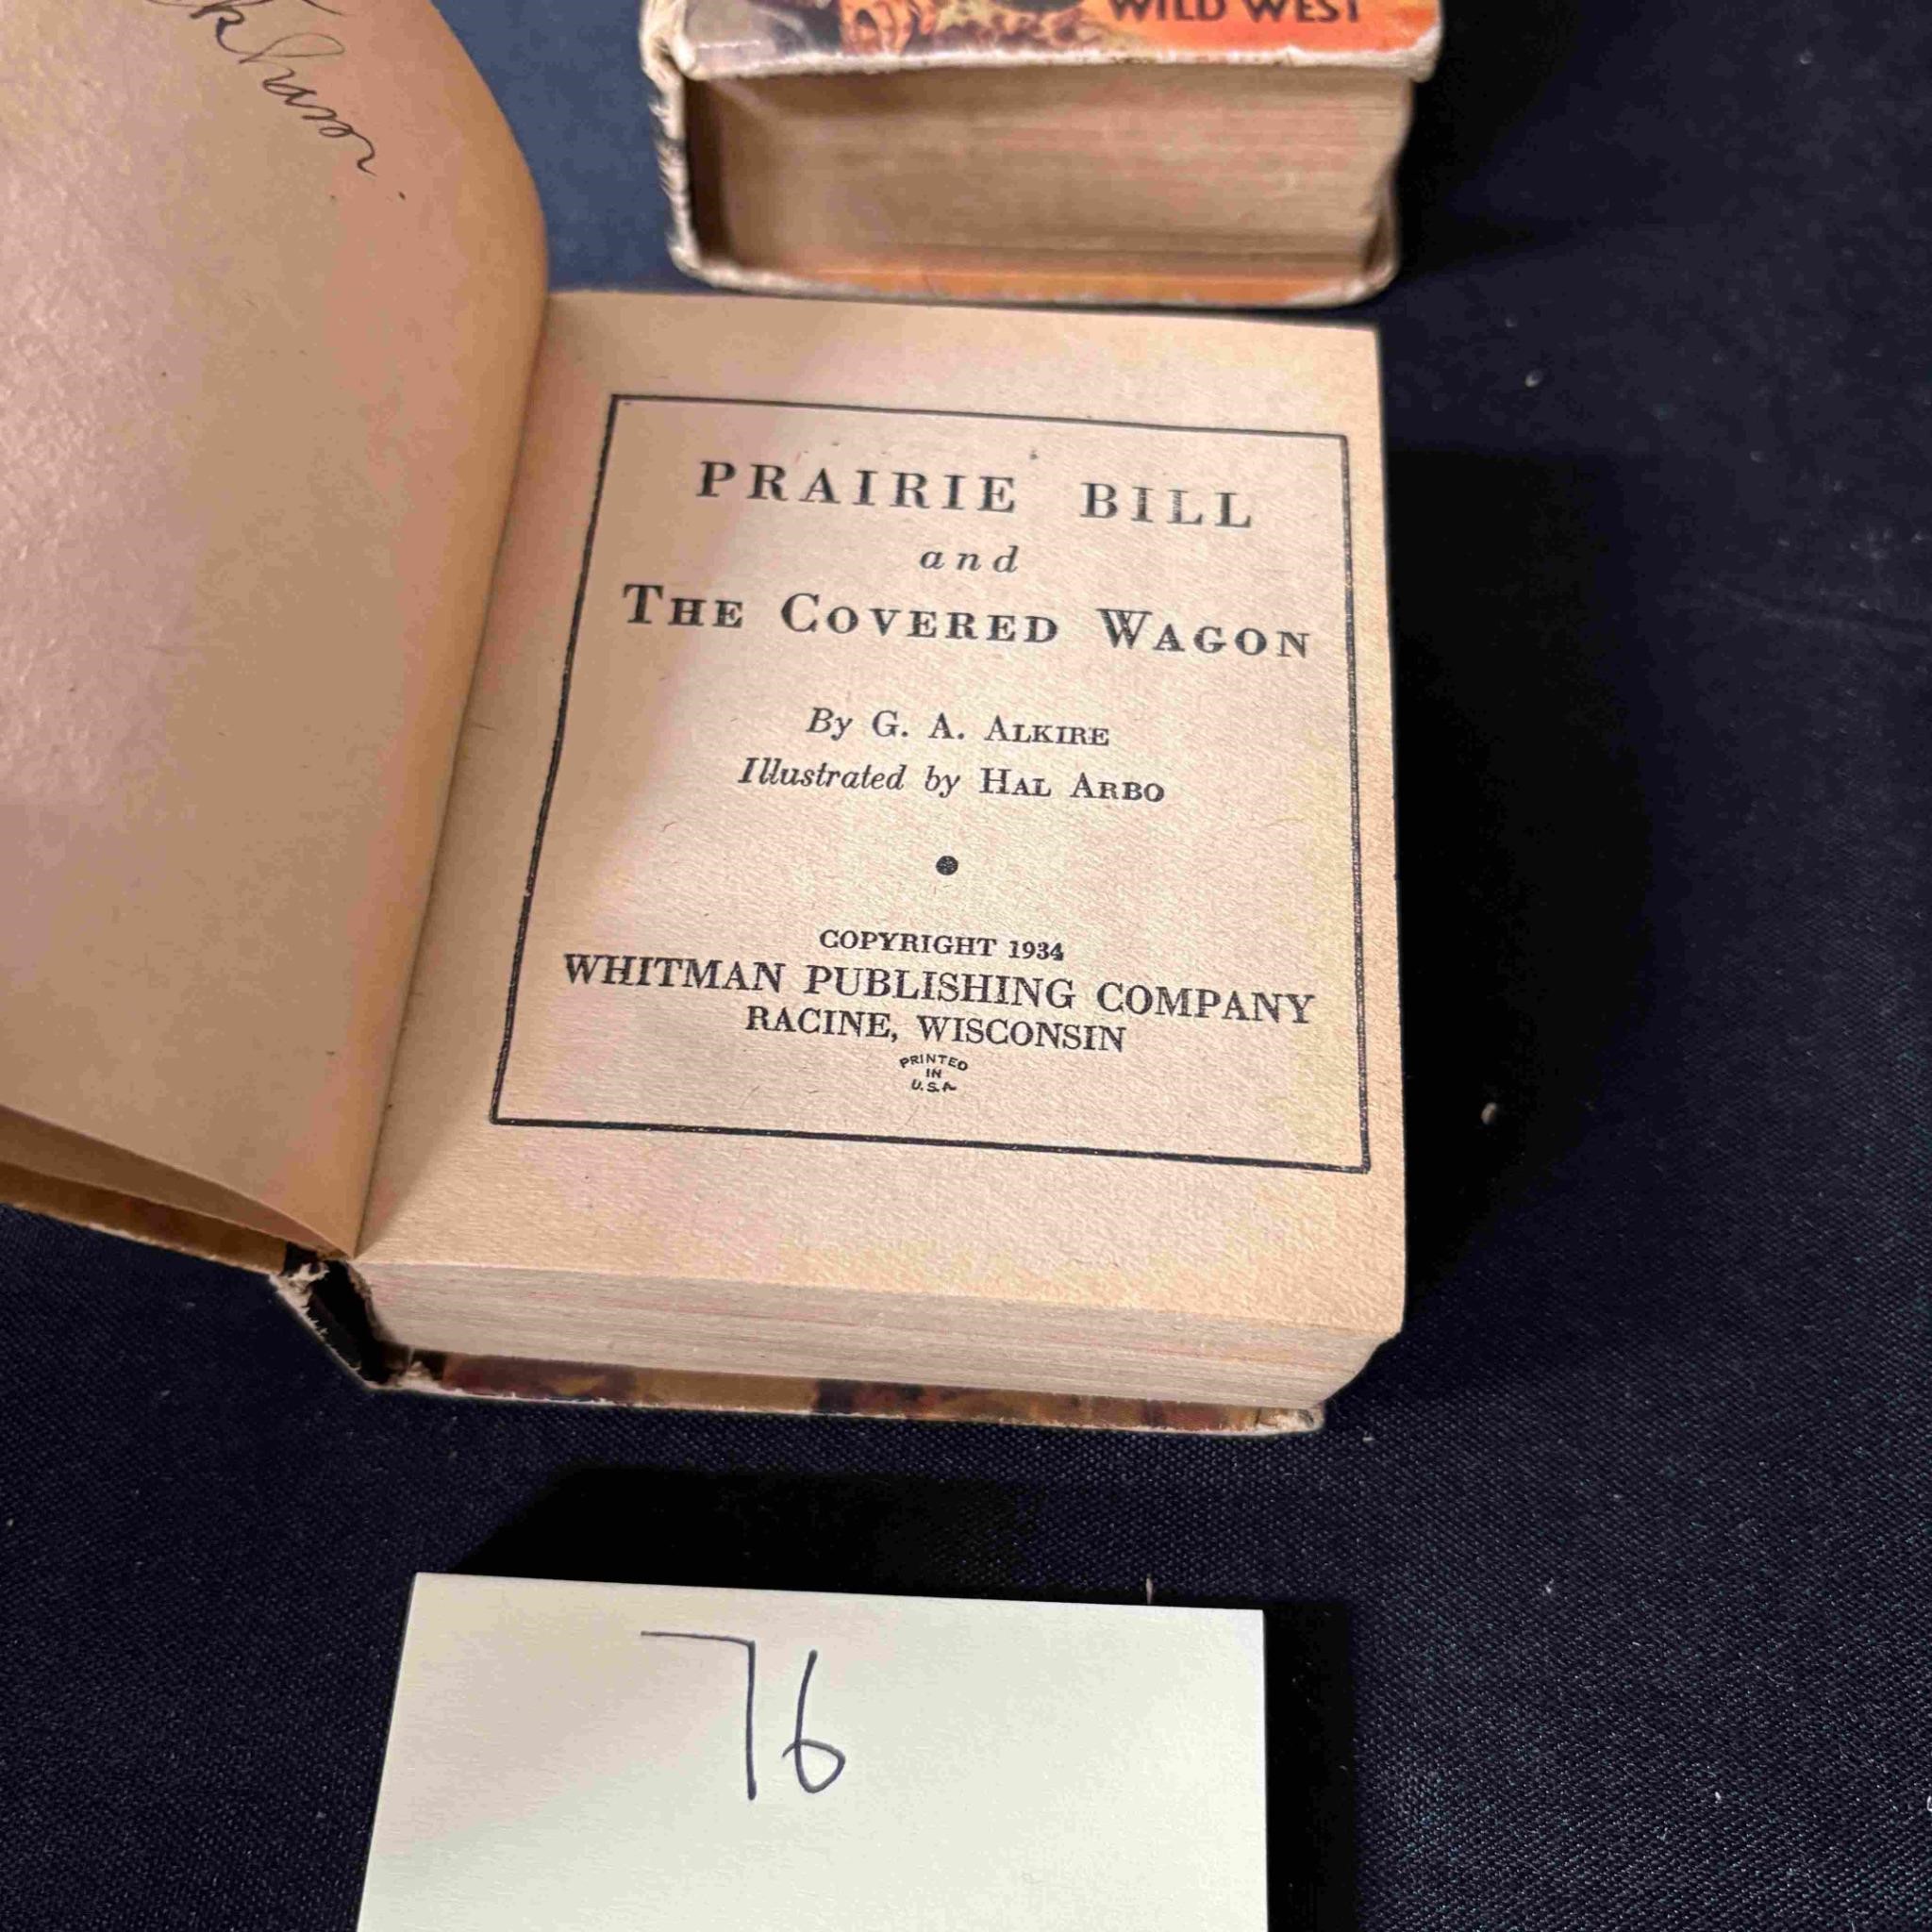 WILD WEST
PRAIRIE BILL
and
THE COVERED WAGON
By G. A. ALKIRE
Illustrated by HAL ARBO
COPYRIGHT 1934
WHITMAN PUBLISHING COMPANY
RACINE, WISCONSIN
PRINTED
IN
U.S.A
76